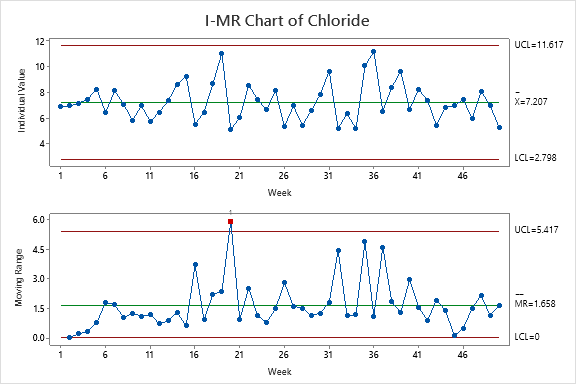 I-MR Chart of Chloride
12
10
8
6
4
Individual Value
UCL=11.617
_
X=7.207
LCL=2.798
1 6 11 16 21 26 31 36 41 46
Week
6.0
4.5
3.0
1.5
0.0
Moving Range
1
UCL=5.417
__
MR=1.658
LCL=0
1 6 11 16 21 26 31 36 41 46
Week